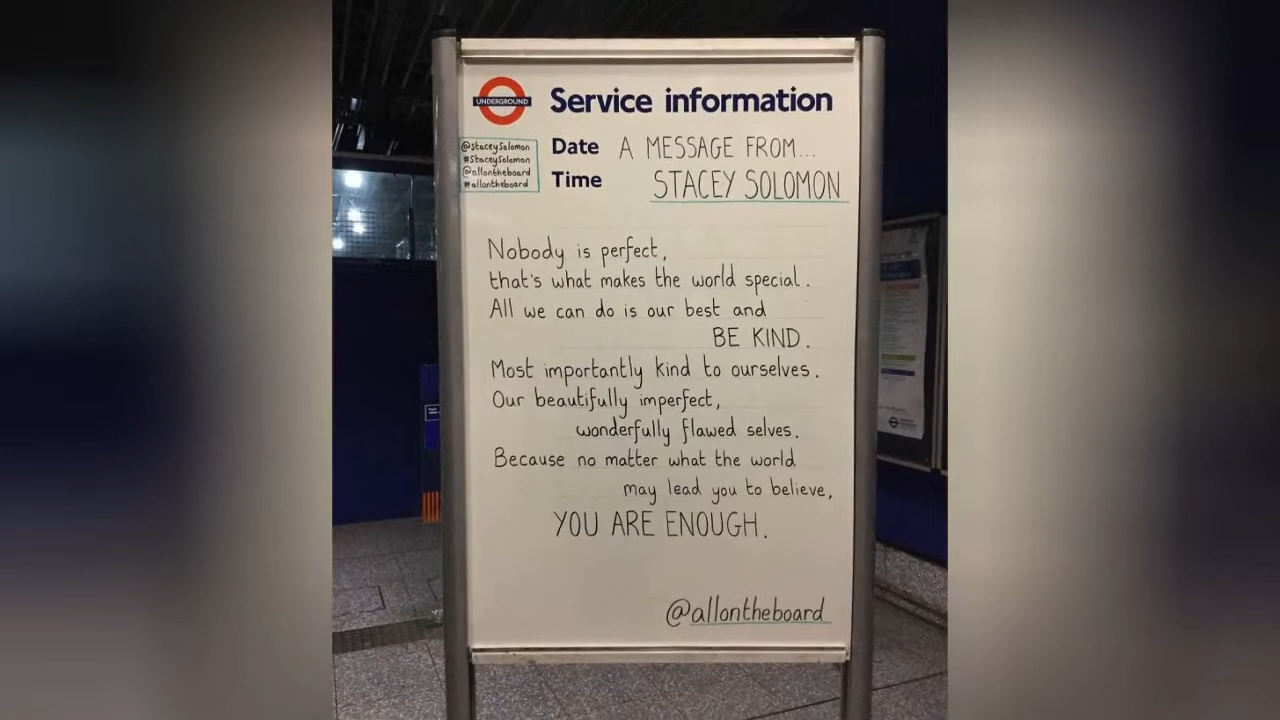 UNDERGROUND
Service information
@staceySolomon
#StaceySolomon
@allontheboard
#allontheboard
Date A MESSAGE FROM...
Time STACEY SOLOMON
Nobody is perfect,
that's what makes the world special.
All we can do is our best and
BE KIND.
Most importantly kind to ourselves.
Our beautifully imperfect,
wonderfully flawed selves.
Because no matter what the world
may lead you to believe,
YOU ARE ENOUGH.
@allontheboard